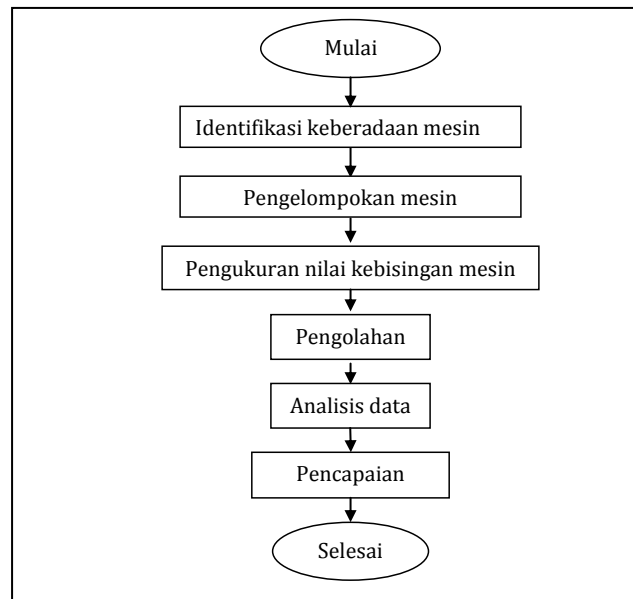 Mulai
Identifikasi keberadaan mesin
Pengelompokan mesin
Pengukuran nilai kebisingan mesin
Pengolahan
Analisis data
Pencapaian
Selesai